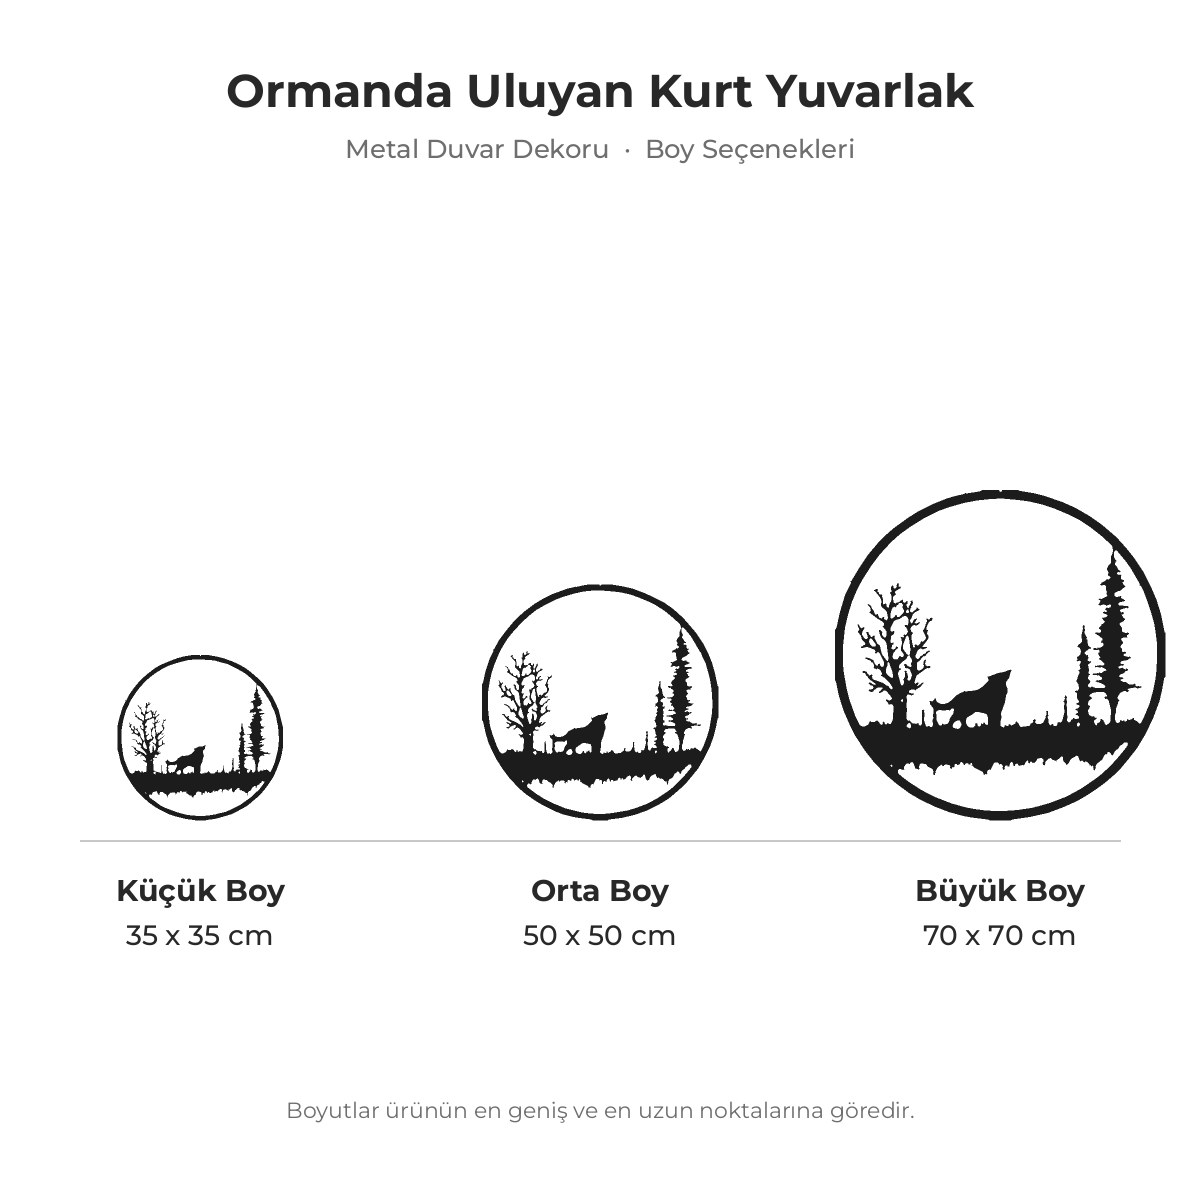 Ormanda Uluyan Kurt Yuvarlak
Metal Duvar Dekoru · Boy Seçenekleri
Küçük Boy
35 x 35 cm
Orta Boy
50 x 50 cm
Büyük Boy
70 x 70 cm
Boyutlar ürünün en geniş ve en uzun noktalarına göredir.